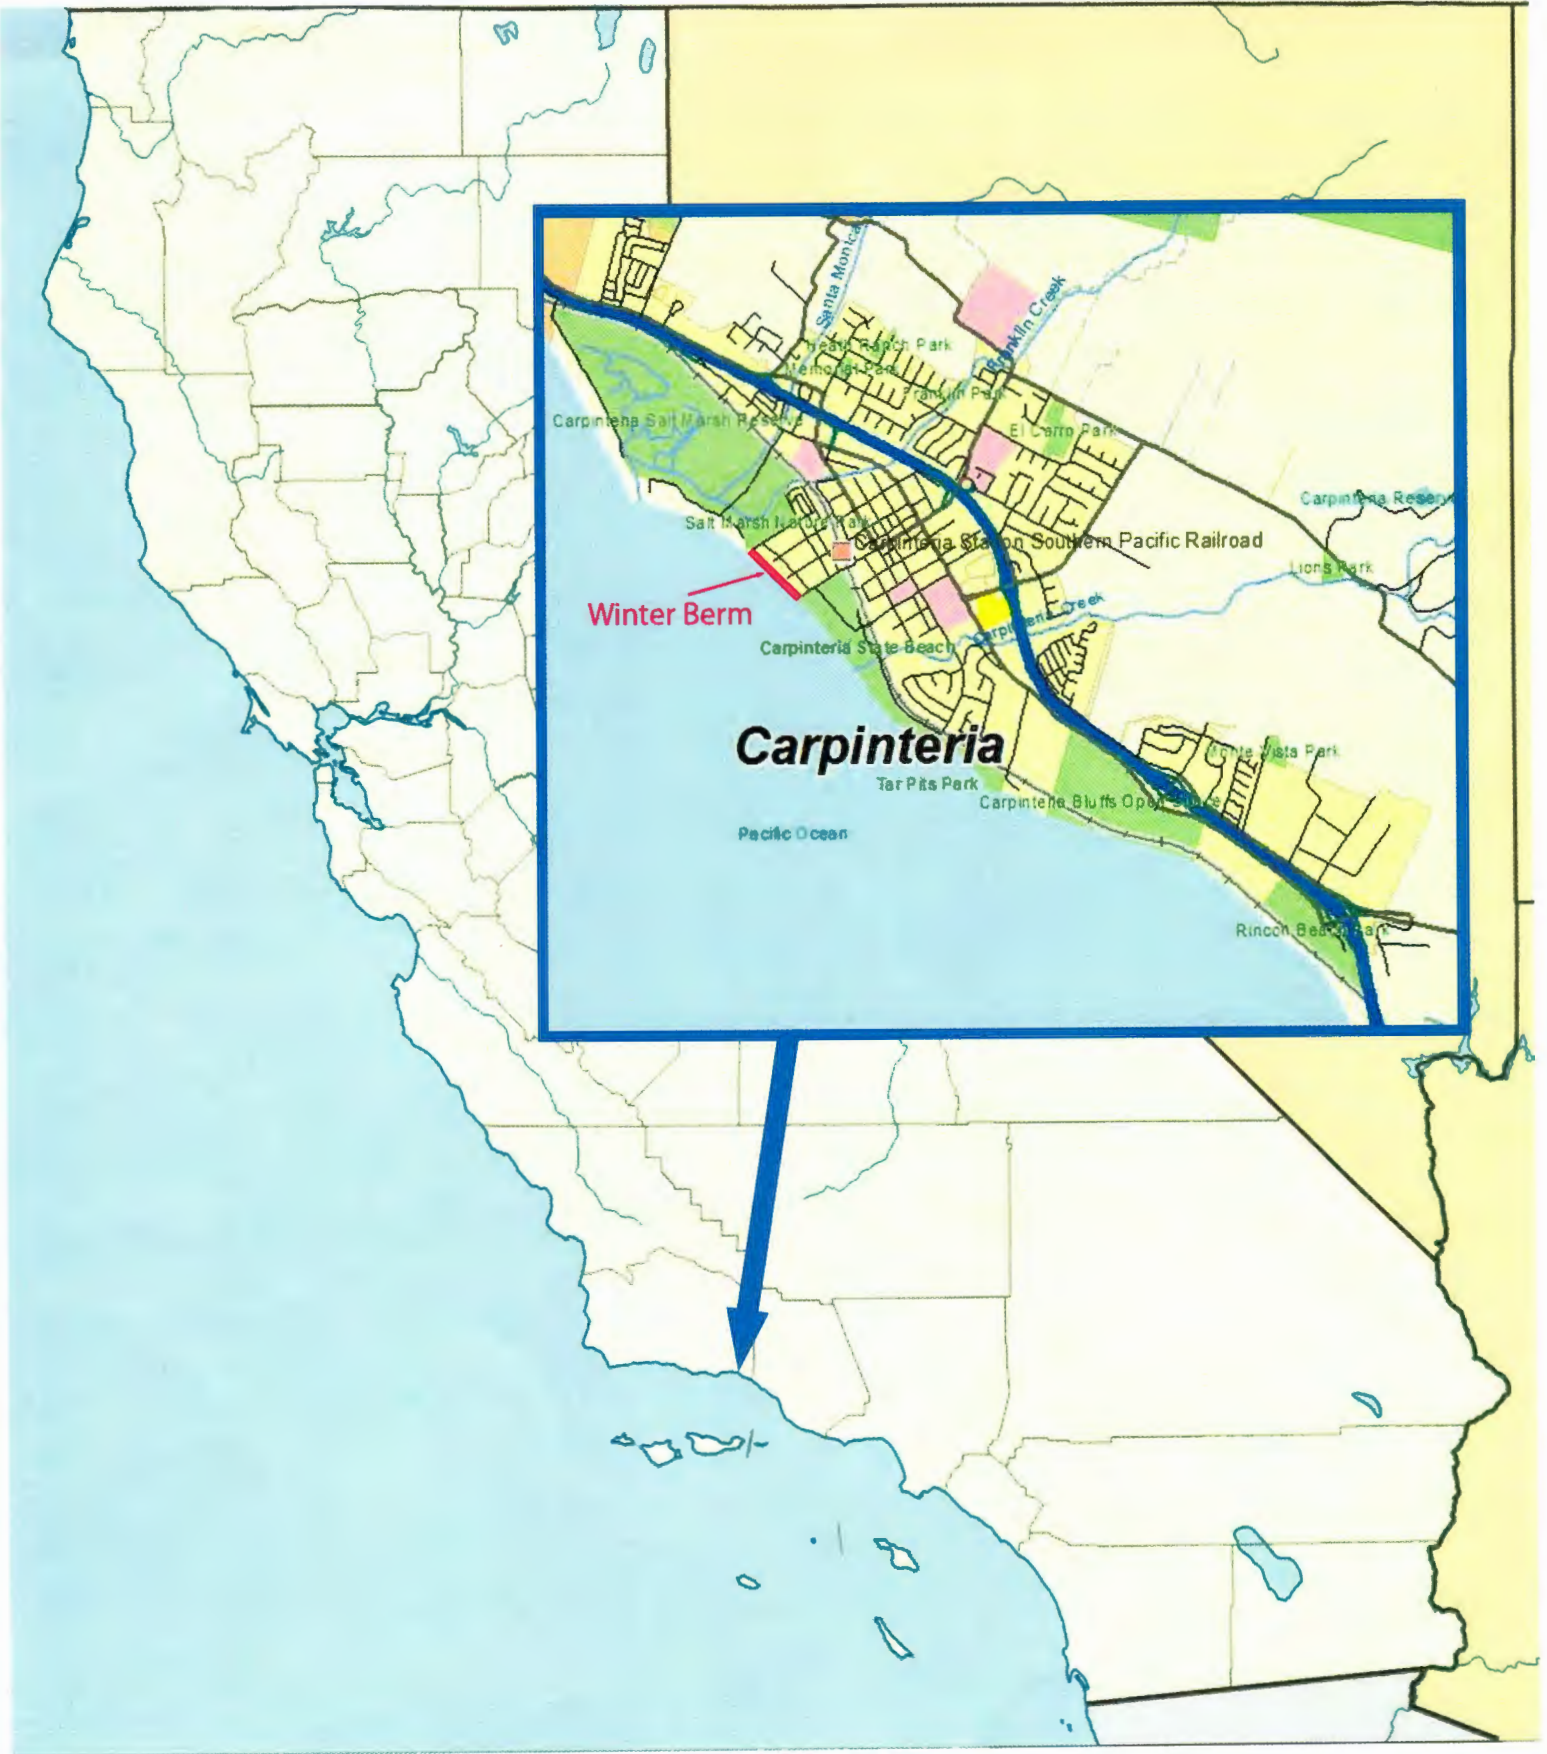 Santa Monica
Franklin Creek
Heath Ranch Park
Memorial Park
Franklin Park
Carpinteria Salt Marsh Reserve
El Carro Park
Carpinteria Reserv
Salt Marsh Nature Park
Carpinteria Station Southern Pacific Railroad
Lions Park
Winter Berm
Carpinteria Creek
Carpinteria State Beach
Carpinteria
Monte Vista Park
Tar Pits Park
Carpinteria Bluffs Open Space
Pacific Ocean
Rincon Beach Park